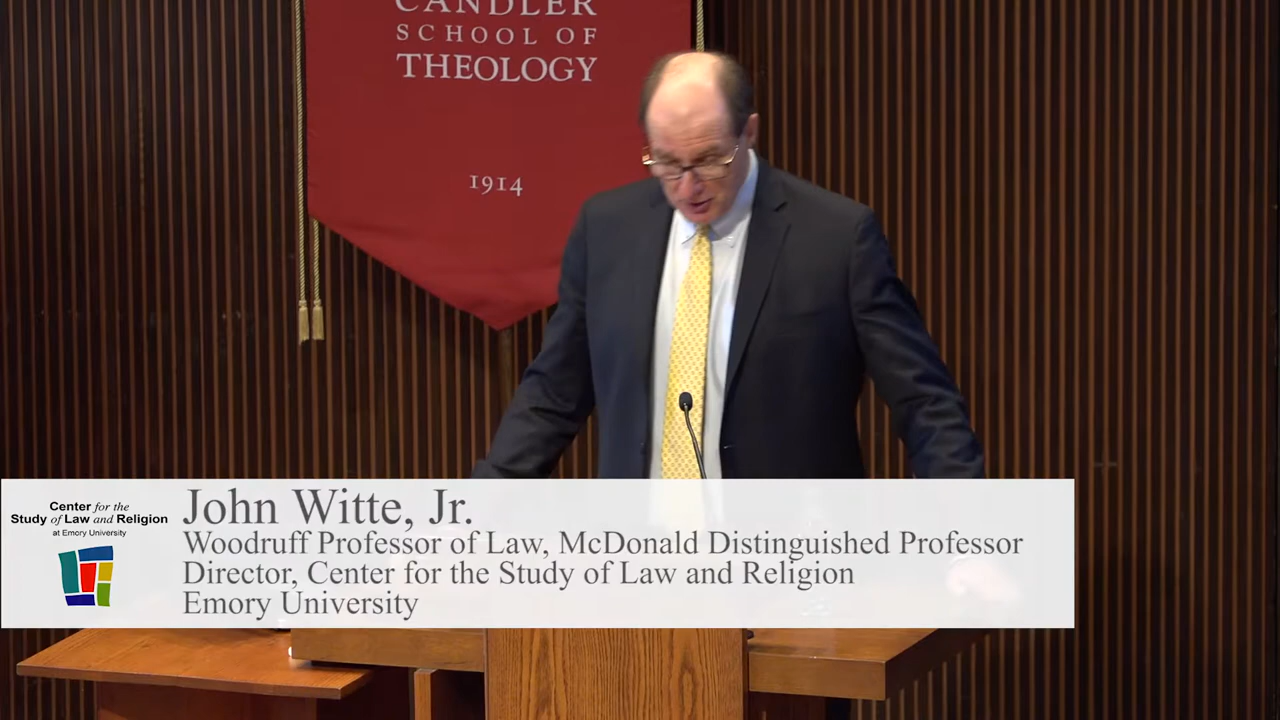 CANDLER
SCHOOL OF
THEOLOGY
1914
Center for the
Study of Law and Religion
at Emory University
John Witte, Jr.
Woodruff Professor of Law, McDonald Distinguished Professor
Director, Center for the Study of Law and Religion
Emory University